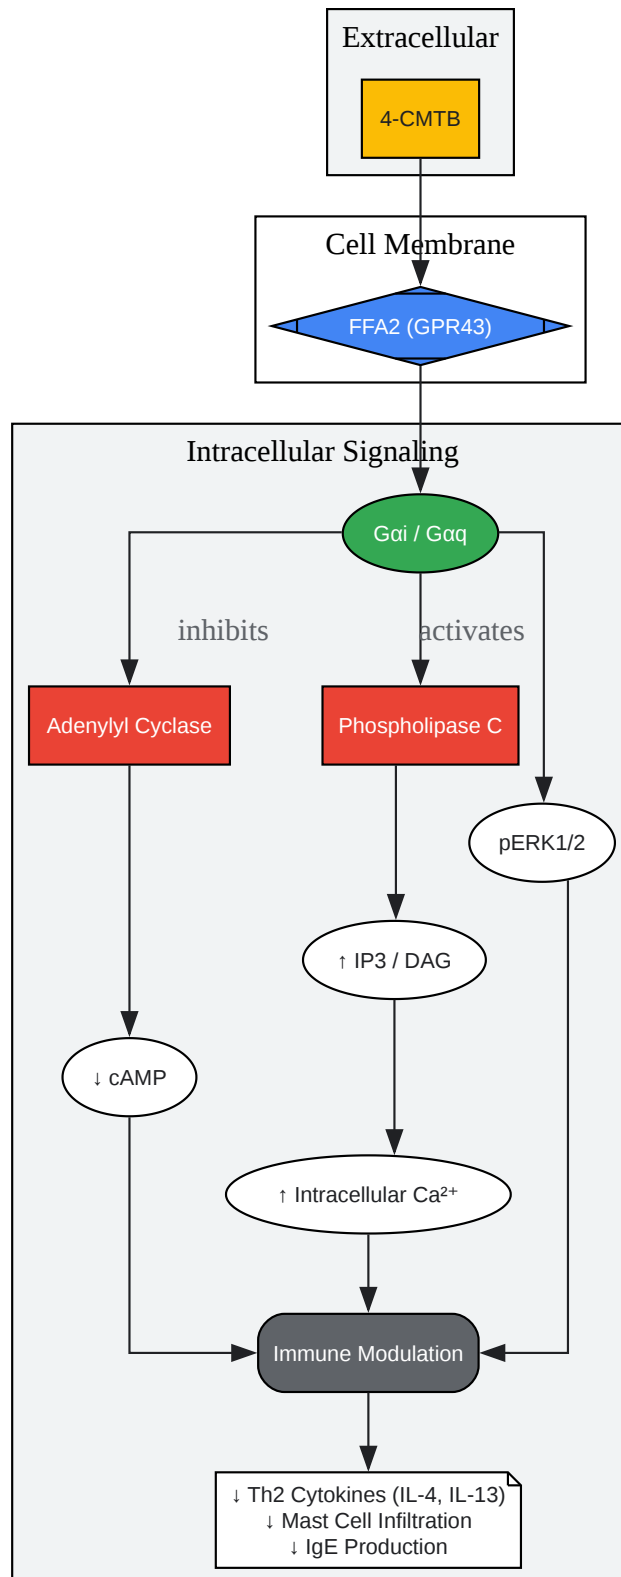 Extracellular
4-CMTB
Cell Membrane
FFA2 (GPR43)
Intracellular Signaling
Gαi / Gαq
inhibits
activates
Adenylyl Cyclase
Phospholipase C
pERK1/2
↑ IP3 / DAG
↓ cAMP
↑ Intracellular Ca²⁺
Immune Modulation
↓ Th2 Cytokines (IL-4, IL-13)
↓ Mast Cell Infiltration
↓ IgE Production